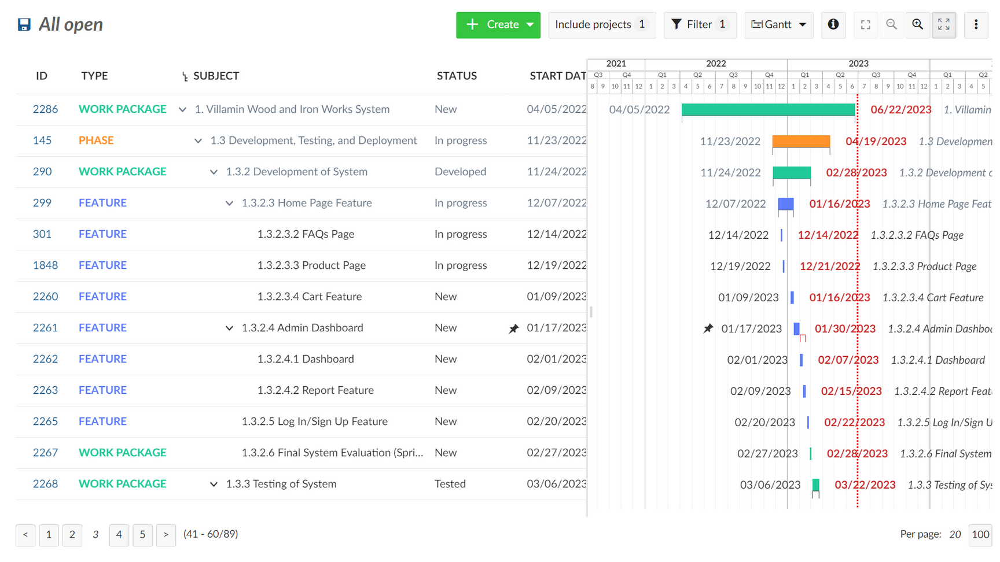 All open
Create
Include projects 1
Filter 1
Gantt
ID TYPE SUBJECT STATUS START DAT
2021 2022 2023
Q3 Q4 Q1 Q2 Q3 Q4 Q1 Q2 Q3 Q4 Q1 Q2
8 9 10 11 12 1 2 3 4 5 6 7 8 9 10 11 12 1 2 3 4 5 6 7 8 9 10 11 12 1 2 3 4 5
2286 WORK PACKAGE 1. Villamin Wood and Iron Works System New 04/05/2022 04/05/2022 06/22/2023 1. Villamin
145 PHASE 1.3 Development, Testing, and Deployment In progress 11/23/2022 11/23/2022 04/19/2023 1.3 Developmen
290 WORK PACKAGE 1.3.2 Development of System Developed 11/24/2022 11/24/2022 02/28/2023 1.3.2 Development o
299 FEATURE 1.3.2.3 Home Page Feature In progress 12/07/2022 12/07/2022 01/16/2023 1.3.2.3 Home Page Feat
301 FEATURE 1.3.2.3.2 FAQs Page In progress 12/14/2022 12/14/2022 12/14/2022 1.3.2.3.2 FAQs Page
1848 FEATURE 1.3.2.3.3 Product Page In progress 12/19/2022 12/19/2022 12/21/2022 1.3.2.3.3 Product Page
2260 FEATURE 1.3.2.3.4 Cart Feature New 01/09/2023 01/09/2023 01/16/2023 1.3.2.3.4 Cart Feature
2261 FEATURE 1.3.2.4 Admin Dashboard New 01/17/2023 01/17/2023 01/30/2023 1.3.2.4 Admin Dashboa
2262 FEATURE 1.3.2.4.1 Dashboard New 02/01/2023 02/01/2023 02/07/2023 1.3.2.4.1 Dashboard
2263 FEATURE 1.3.2.4.2 Report Feature New 02/09/2023 02/09/2023 02/15/2023 1.3.2.4.2 Report Feat
2265 FEATURE 1.3.2.5 Log In/Sign Up Feature New 02/20/2023 02/20/2023 02/22/2023 1.3.2.5 Log In/Sign U
2267 WORK PACKAGE 1.3.2.6 Final System Evaluation (Spri... New 02/27/2023 02/27/2023 02/28/2023 1.3.2.6 Final System
2268 WORK PACKAGE 1.3.3 Testing of System Tested 03/06/2023 03/06/2023 03/22/2023 1.3.3 Testing of Sys
< 1 2 3 4 5 > (41 - 60/89) Per page: 20 100